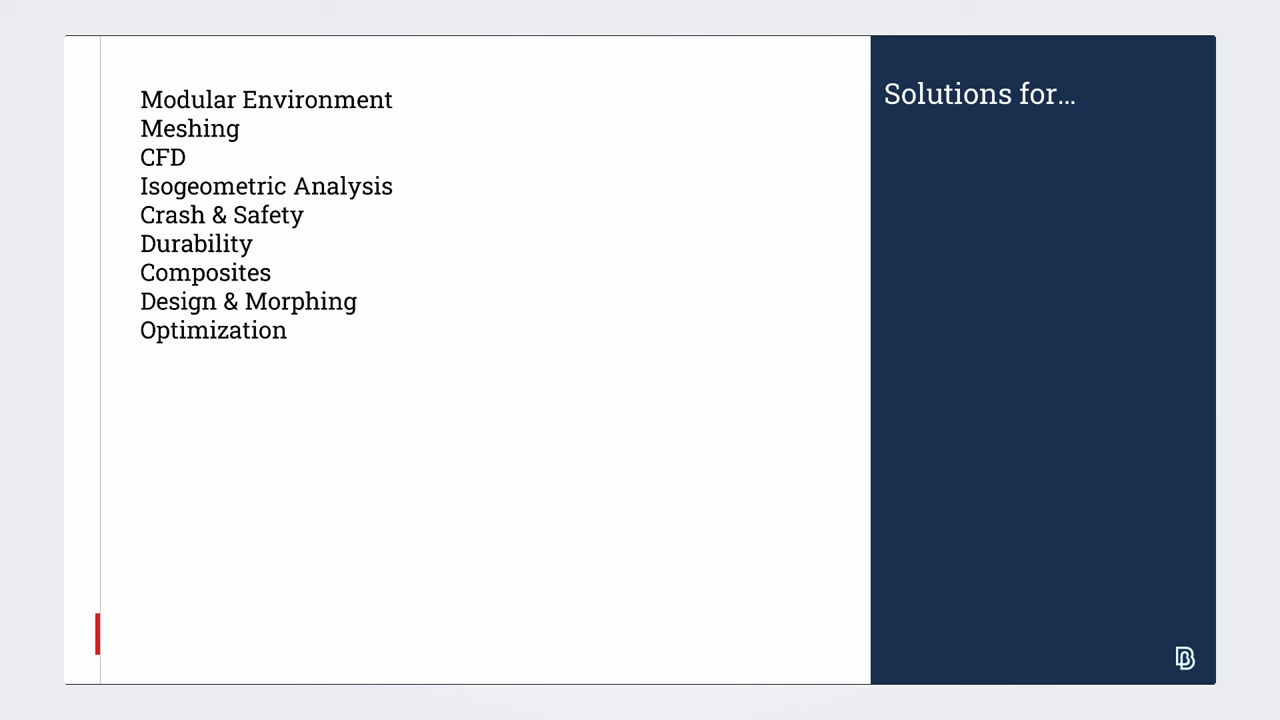 Modular Environment
Meshing
CFD
Isogeometric Analysis
Crash & Safety
Durability
Composites
Design & Morphing
Optimization
Solutions for…